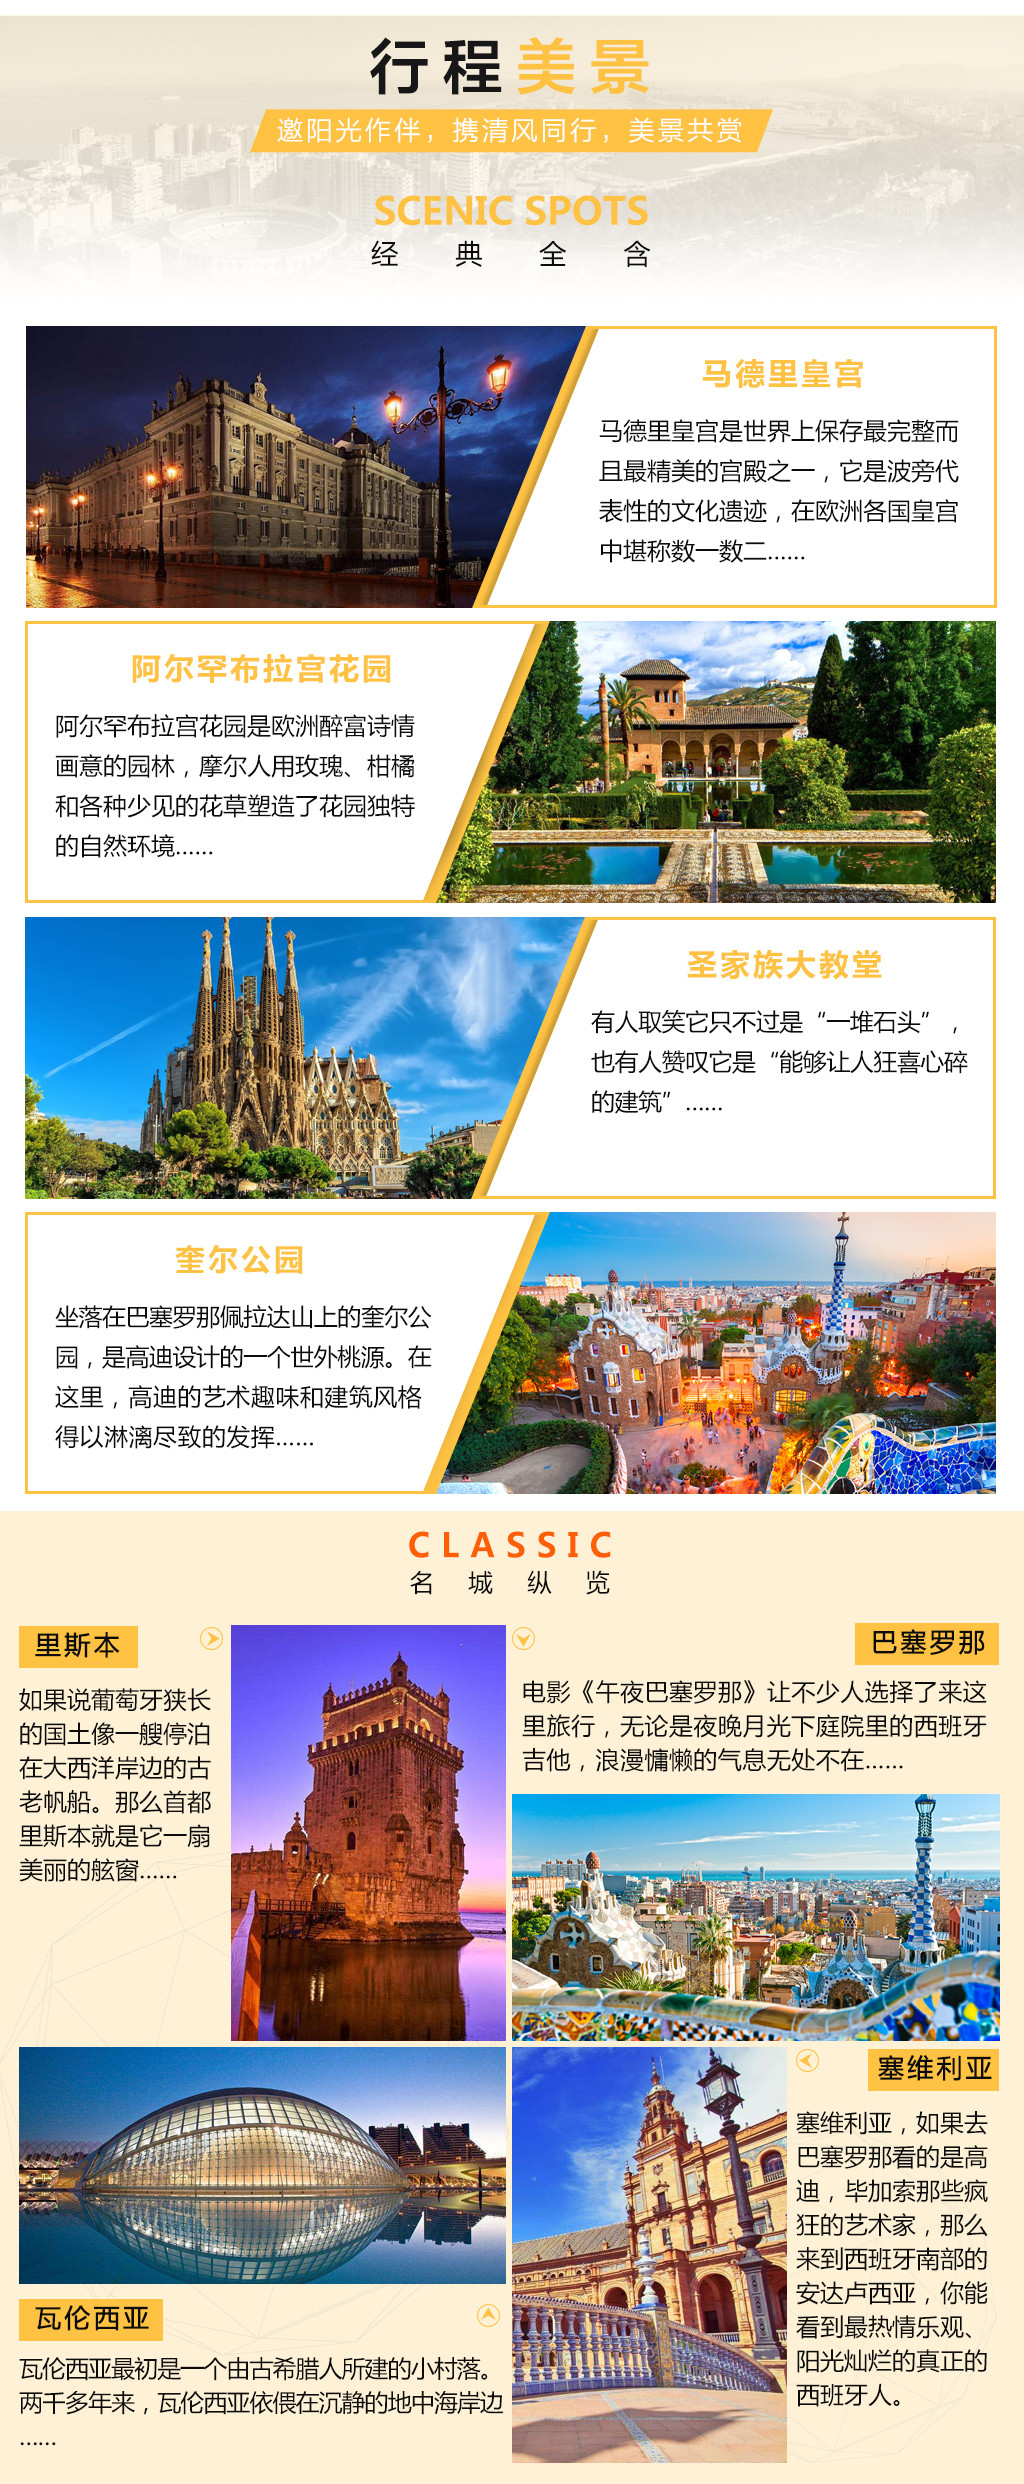 行程美景
邀阳光作伴，携清风同行，美景共赏
SCENIC SPOTS
经典全含
马德里皇宫
马德里皇宫是世界上保存最完整而
且最精美的宫殿之一，它是波旁代
表性的文化遗迹，在欧洲各国皇宫
中堪称数一数二......
阿尔罕布拉宫花园
阿尔罕布拉宫花园是欧洲醉富诗情
画意的园林，摩尔人用玫瑰、柑橘
和各种少见的花草塑造了花园独特
的自然环境......
圣家族大教堂
有人取笑它只不过是“一堆石头”，
也有人赞叹它是“能够让人狂喜心碎
的建筑”......
奎尔公园
坐落在巴塞罗那佩拉达山上的奎尔公
园，是高迪设计的一个世外桃源。在
这里，高迪的艺术趣味和建筑风格
得以淋漓尽致的发挥......
CLASSIC
名城纵览
里斯本
如果说葡萄牙狭长
的国土像一艘停泊
在大西洋岸边的古
老帆船。那么首都
里斯本就是它一扇
美丽的舷窗......
巴塞罗那
电影《午夜巴塞罗那》让不少人选择了来这
里旅行，无论是夜晚月光下庭院里的西班牙
吉他，浪漫慵懒的气息无处不在......
瓦伦西亚
瓦伦西亚最初是一个由古希腊人所建的小村落。
两千多年来，瓦伦西亚依偎在沉静的地中海岸边
......
塞维利亚
塞维利亚，如果去
巴塞罗那看的是高
迪，毕加索那些疯
狂的艺术家，那么
来到西班牙南部的
安达卢西亚，你能
看到最热情乐观、
阳光灿烂的真正的
西班牙人。